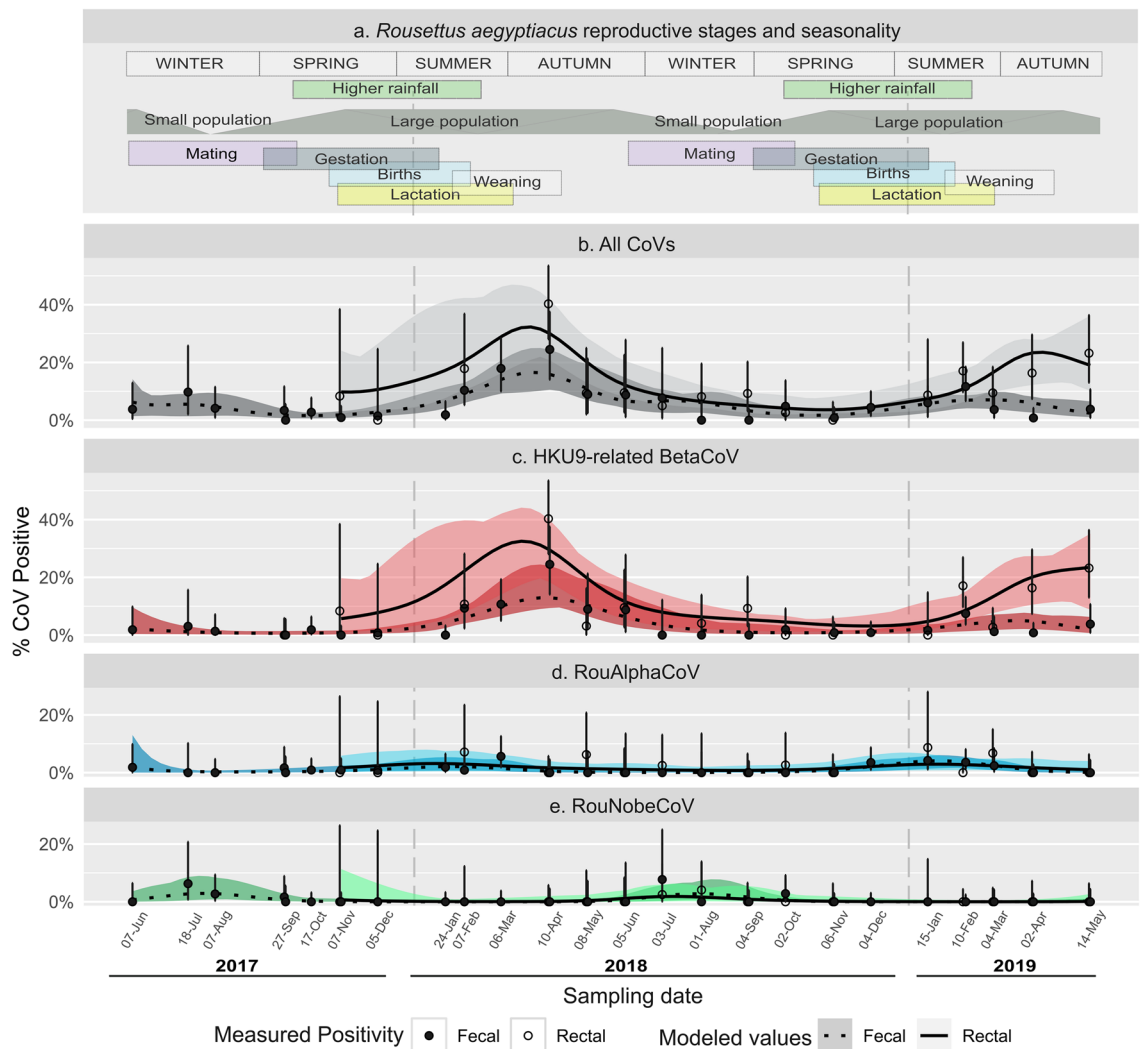 a. Rousettus aegyptiacus reproductive stages and seasonality
WINTER SPRING SUMMER AUTUMN WINTER SPRING SUMMER AUTUMN
Higher rainfall Higher rainfall
Small population Large population Small population Large population
Mating Mating
Gestation Gestation
Births Births
Weaning Weaning
Lactation Lactation
b. All CoVs
40%
20%
0%
c. HKU9-related BetaCoV
40%
20%
0%
d. RouAlphaCoV
20%
0%
e. RouNobeCoV
20%
0%
% CoV Positive
07-Jun 18-Jul 07-Aug 27-Sep 17-Oct 07-Nov 05-Dec 24-Jan 07-Feb 06-Mar 10-Apr 08-May 05-Jun 03-Jul 01-Aug 04-Sep 02-Oct 06-Nov 04-Dec 15-Jan 10-Feb 04-Mar 02-Apr 14-May
2017 2018 2019
Sampling date
Measured Positivity Fecal Rectal Modeled values Fecal Rectal